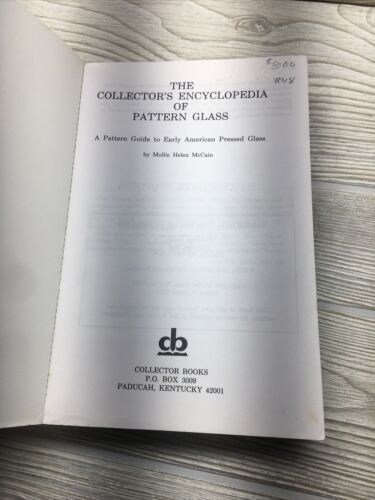 THE
COLLECTOR'S ENCYCLOPEDIA
OF
PATTERN GLASS
A Pattern Guide to Early American Pressed Glass
by Mollie Helen McCain
cb
COLLECTOR BOOKS
P.O. BOX 3009
PADUCAH, KENTUCKY 42001